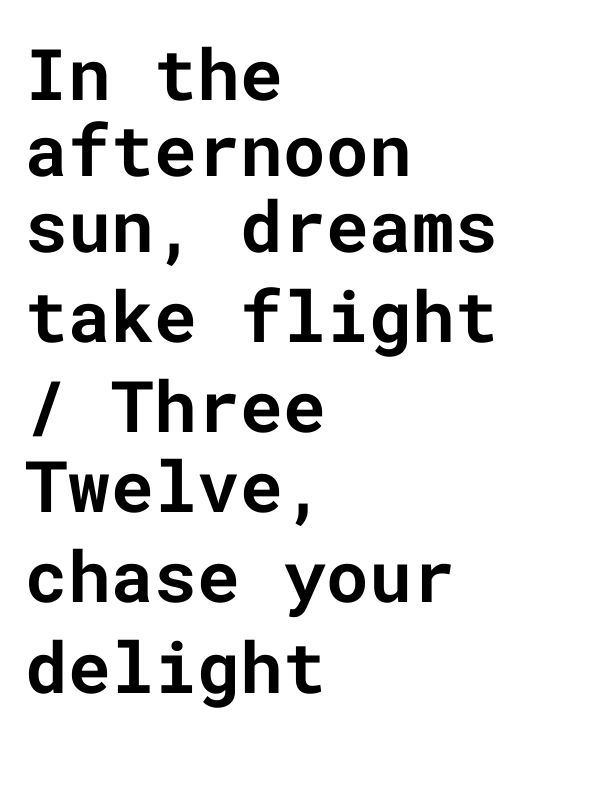 In the
afternoon
sun, dreams
take flight
/ Three
Twelve,
chase your
delight